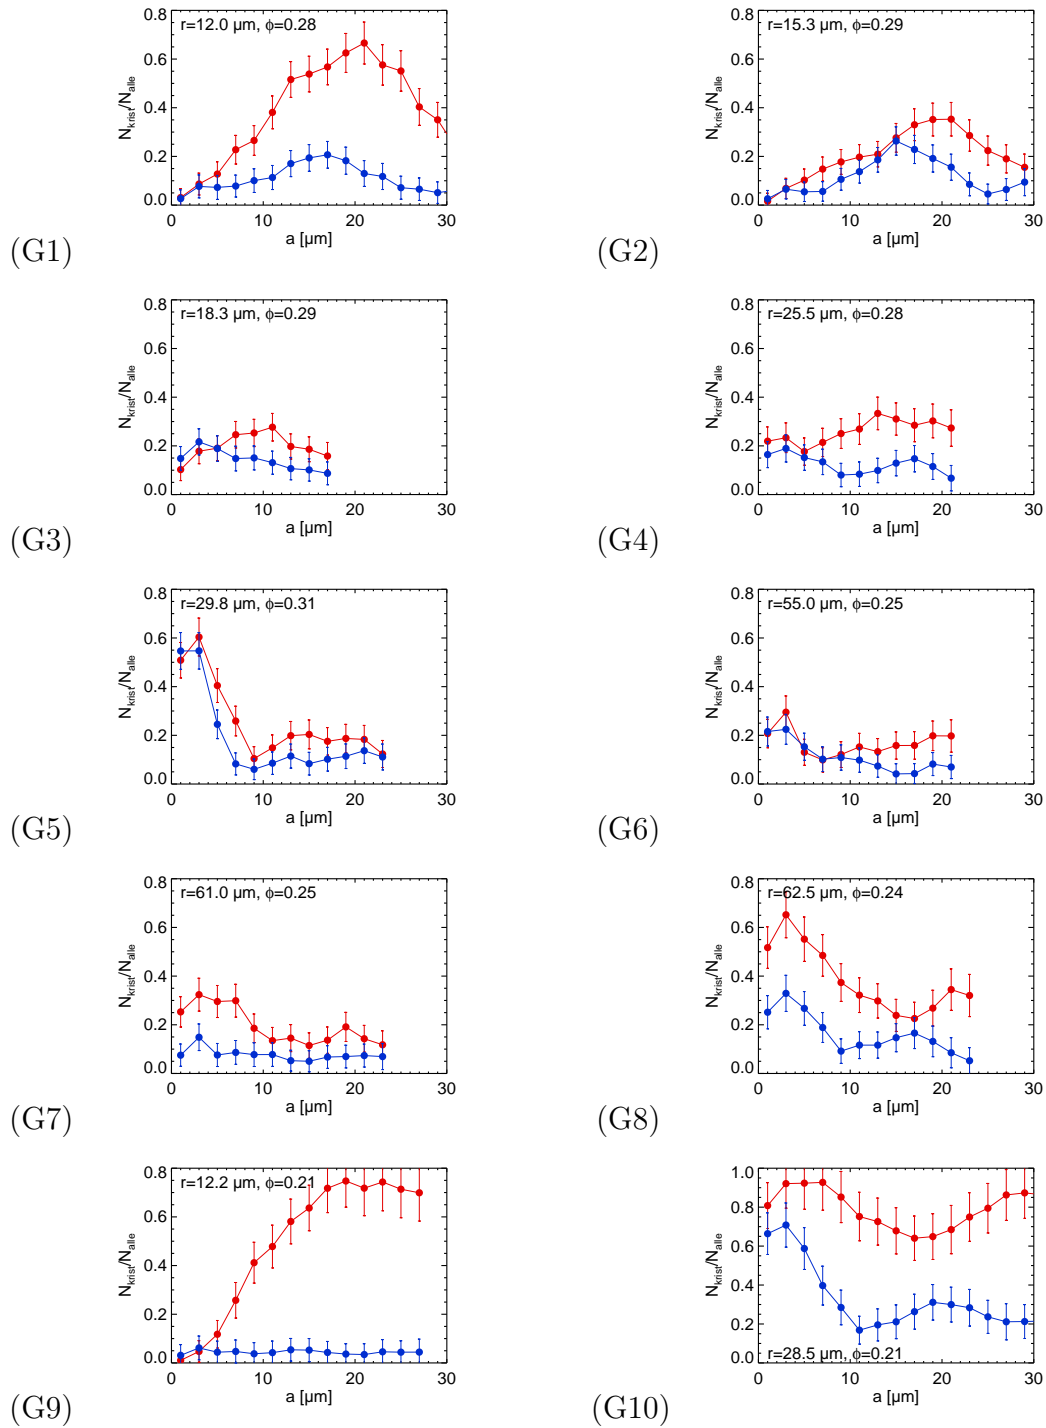 r=12.0 µm, ϕ=0.28
N_krist/N_alle
0.8
0.6
0.4
0.2
0.0
0 10 20 30
a [µm]
(G1)
r=15.3 µm, ϕ=0.29
N_krist/N_alle
0.8
0.6
0.4
0.2
0.0
0 10 20 30
a [µm]
(G2)
r=18.3 µm, ϕ=0.29
N_krist/N_alle
0.8
0.6
0.4
0.2
0.0
0 10 20 30
a [µm]
(G3)
r=25.5 µm, ϕ=0.28
N_krist/N_alle
0.8
0.6
0.4
0.2
0.0
0 10 20 30
a [µm]
(G4)
r=29.8 µm, ϕ=0.31
N_krist/N_alle
0.8
0.6
0.4
0.2
0.0
0 10 20 30
a [µm]
(G5)
r=55.0 µm, ϕ=0.25
N_krist/N_alle
0.8
0.6
0.4
0.2
0.0
0 10 20 30
a [µm]
(G6)
r=61.0 µm, ϕ=0.25
N_krist/N_alle
0.8
0.6
0.4
0.2
0.0
0 10 20 30
a [µm]
(G7)
r=62.5 µm, ϕ=0.24
N_krist/N_alle
0.8
0.6
0.4
0.2
0.0
0 10 20 30
a [µm]
(G8)
r=12.2 µm, ϕ=0.21
N_krist/N_alle
0.8
0.6
0.4
0.2
0.0
0 10 20 30
a [µm]
(G9)
N_krist/N_alle
1.0
0.8
0.6
0.4
0.2
0.0
r=28.5 µm, ϕ=0.21
0 10 20 30
a [µm]
(G10)